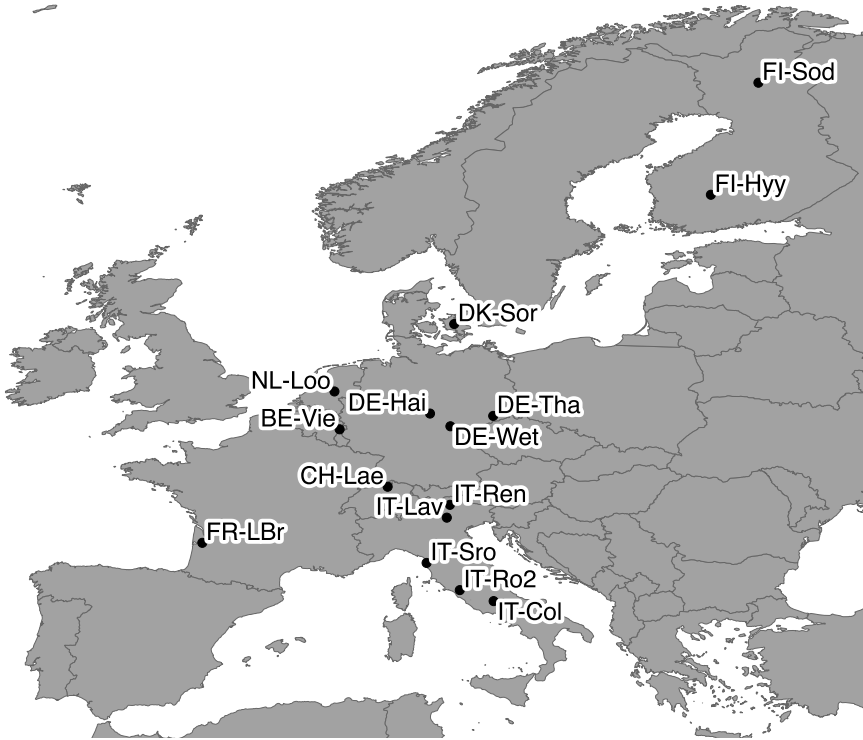 FI-Sod
FI-Hyy
DK-Sor
NL-Loo
DE-Hai
DE-Tha
BE-Vie
DE-Wet
CH-Lae
IT-Ren
IT-Lav
FR-LBr
IT-Sro
IT-Ro2
IT-Col